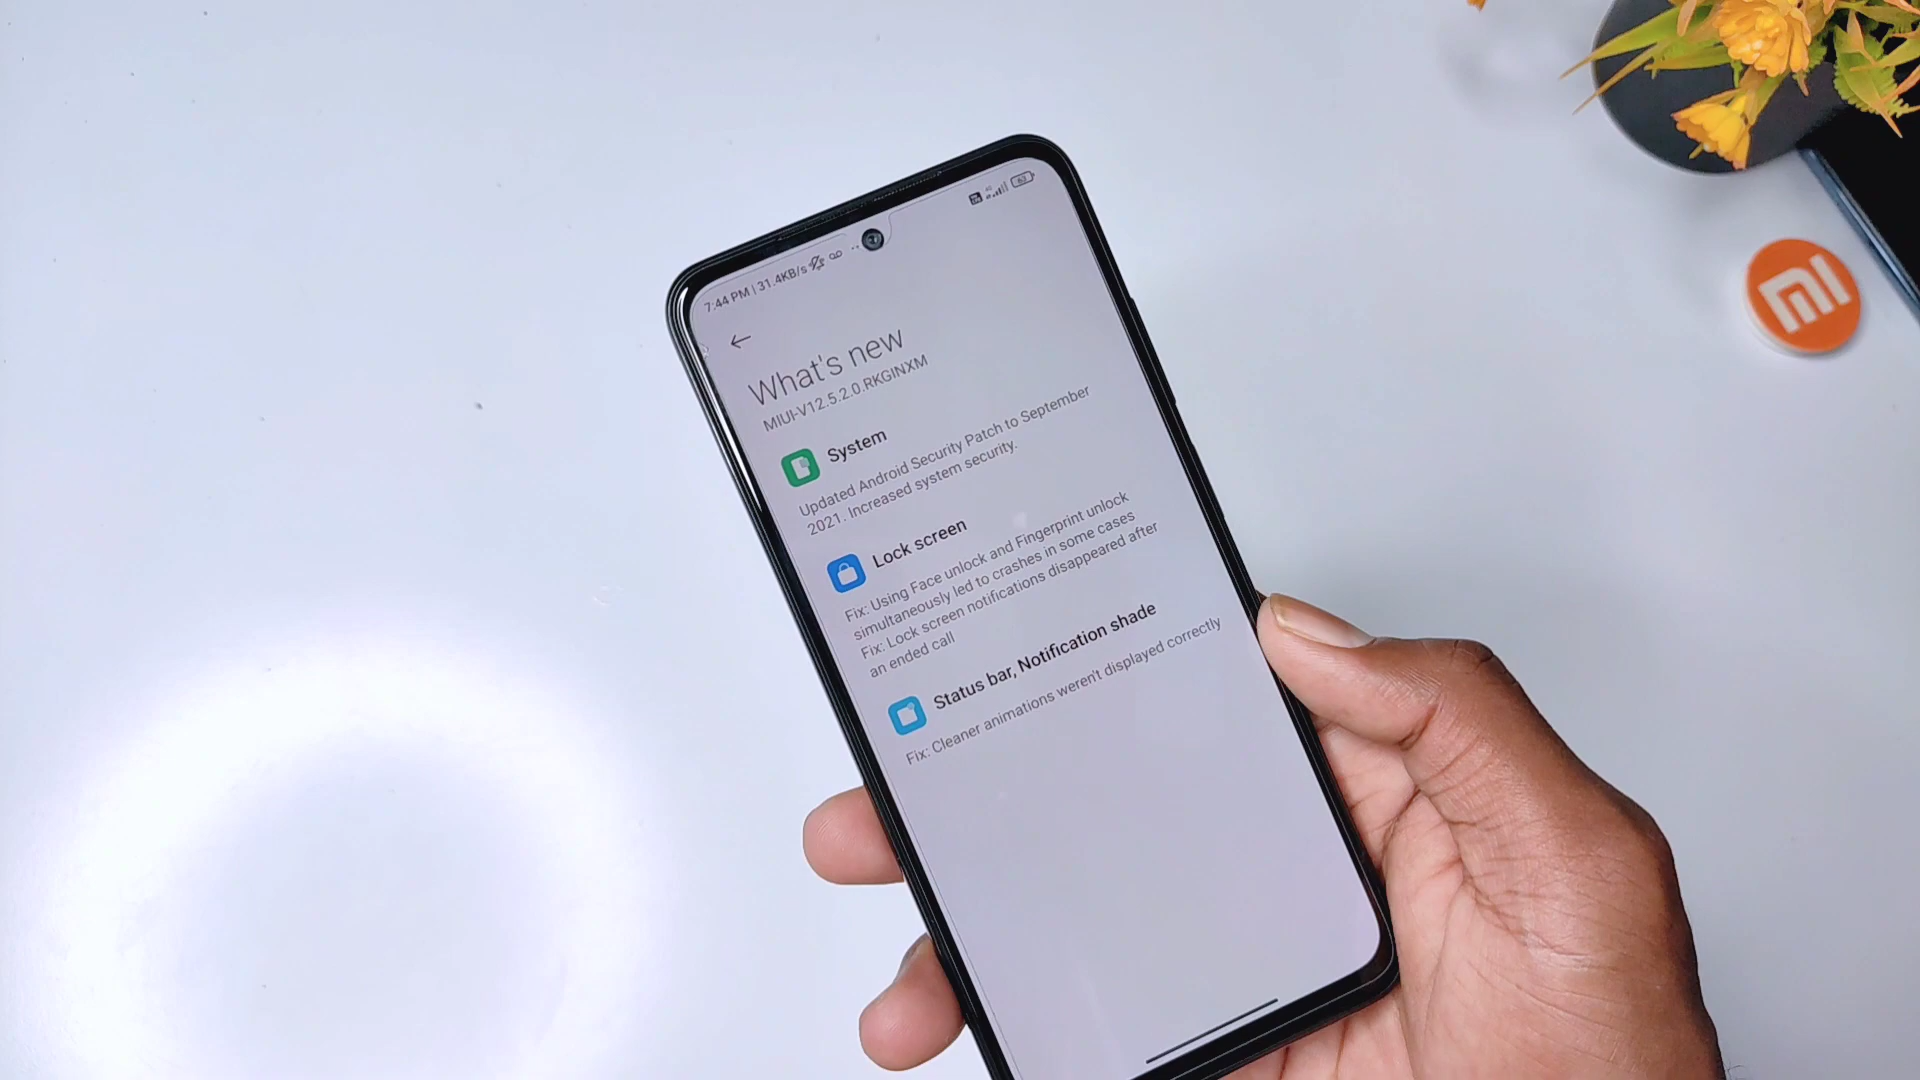 7:44 PM | 31.4KB/s
63
What's new
MIUI-V12.5.2.0.RKGINXM
System
Updated Android Security Patch to September
2021. Increased system security.
Lock screen
Fix: Using Face unlock and Fingerprint unlock
simultaneously led to crashes in some cases
Fix: Lock screen notifications disappeared after
an ended call
Status bar, Notification shade
Fix: Cleaner animations weren't displayed correctly